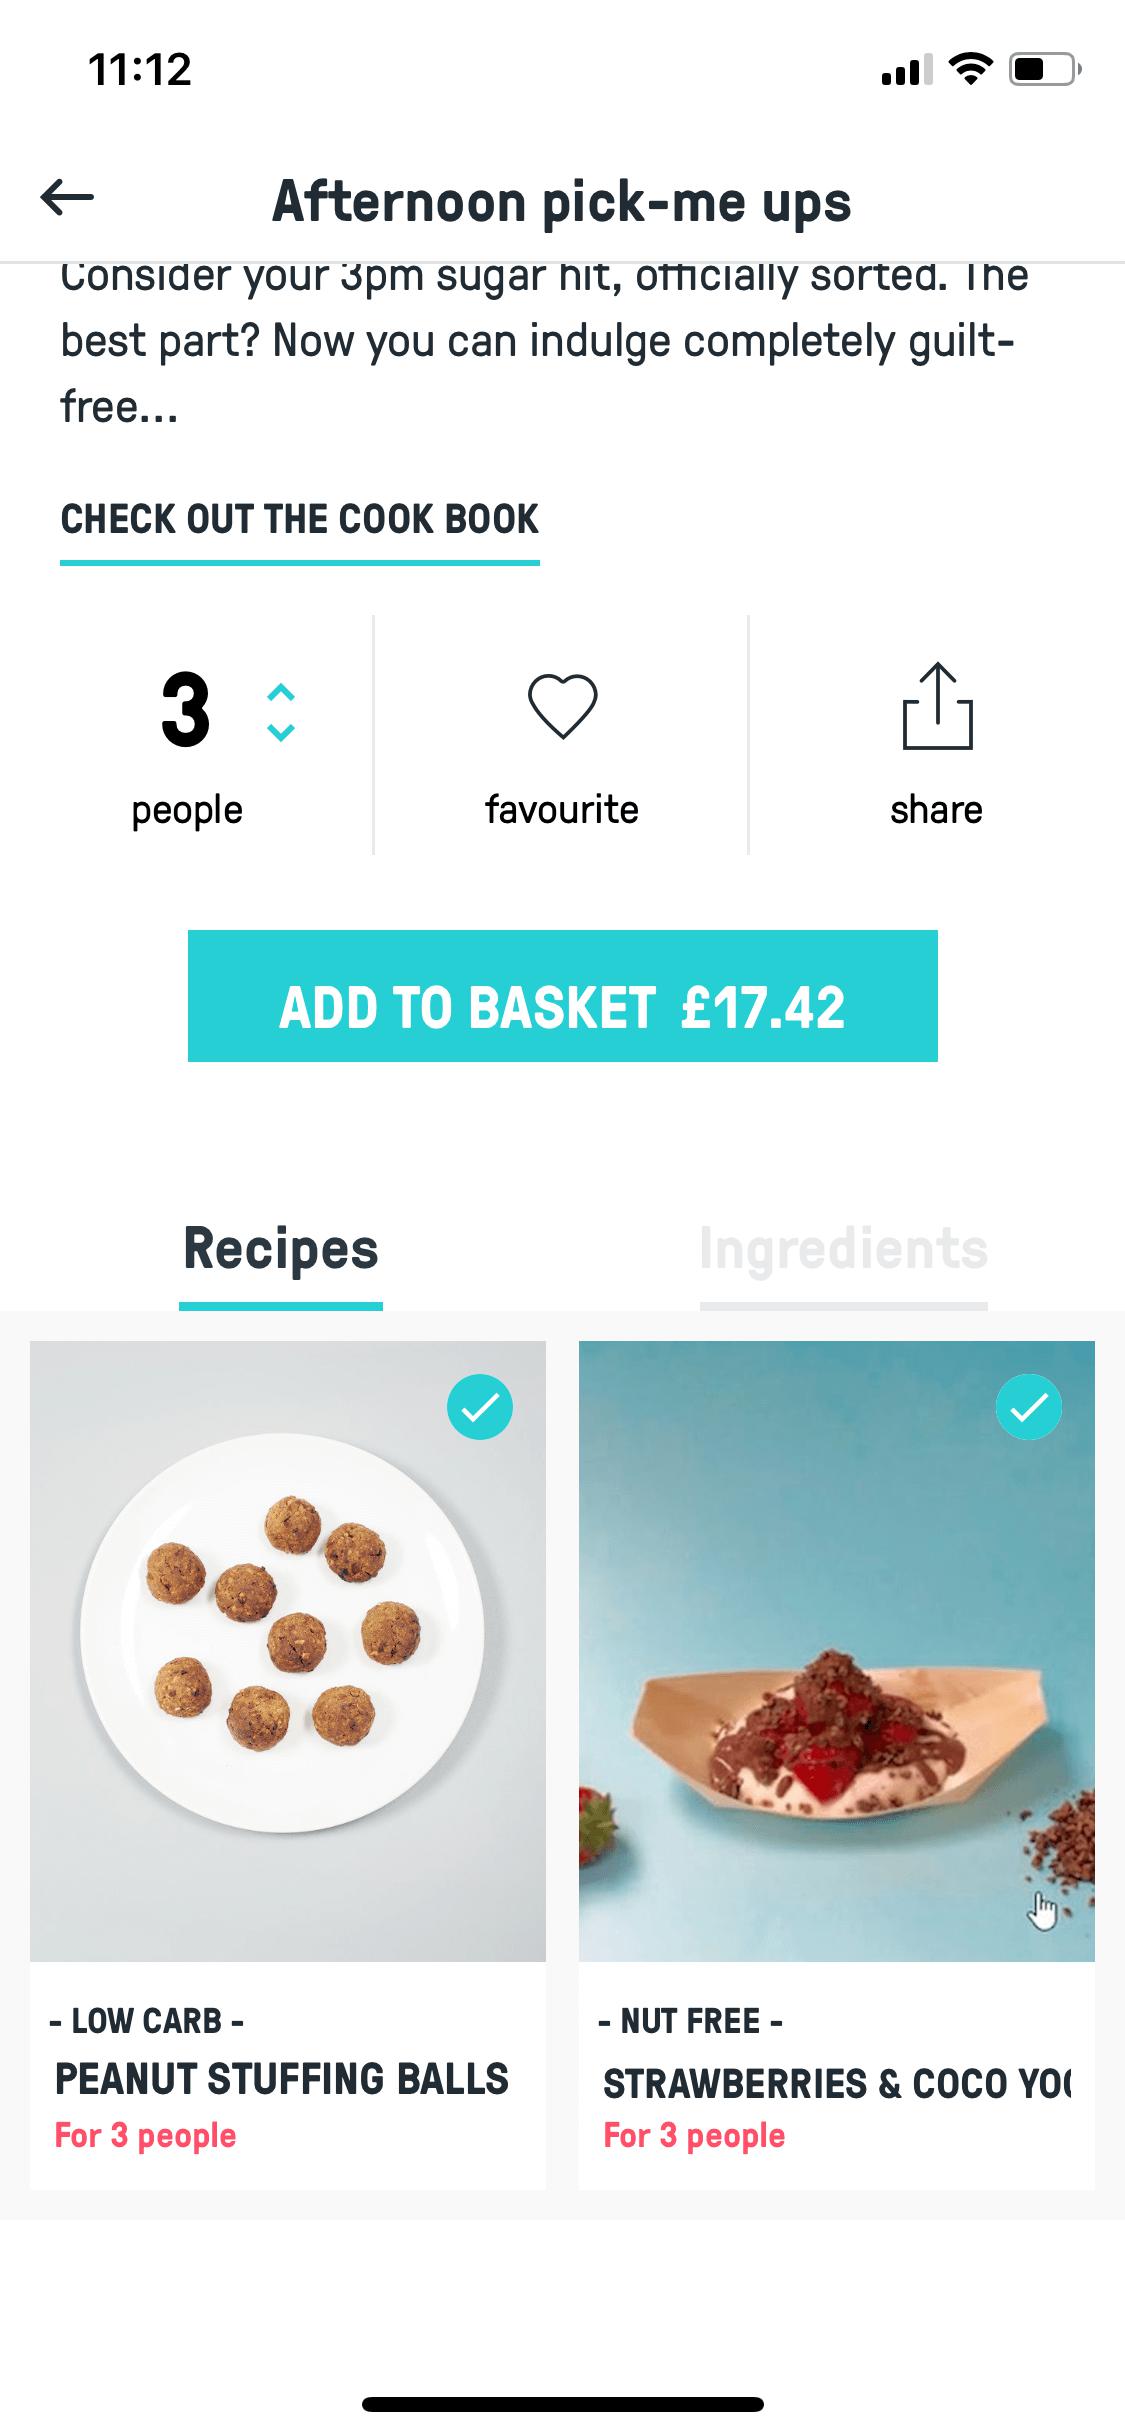 11:12
Afternoon pick-me ups
Consider your 3pm sugar hit, officially sorted. The
best part? Now you can indulge completely guilt-
free...
CHECK OUT THE COOK BOOK
3
people
favourite
share
ADD TO BASKET £17.42
Recipes
Ingredients
- LOW CARB -
PEANUT STUFFING BALLS
For 3 people
- NUT FREE -
STRAWBERRIES & COCO
For 3 people